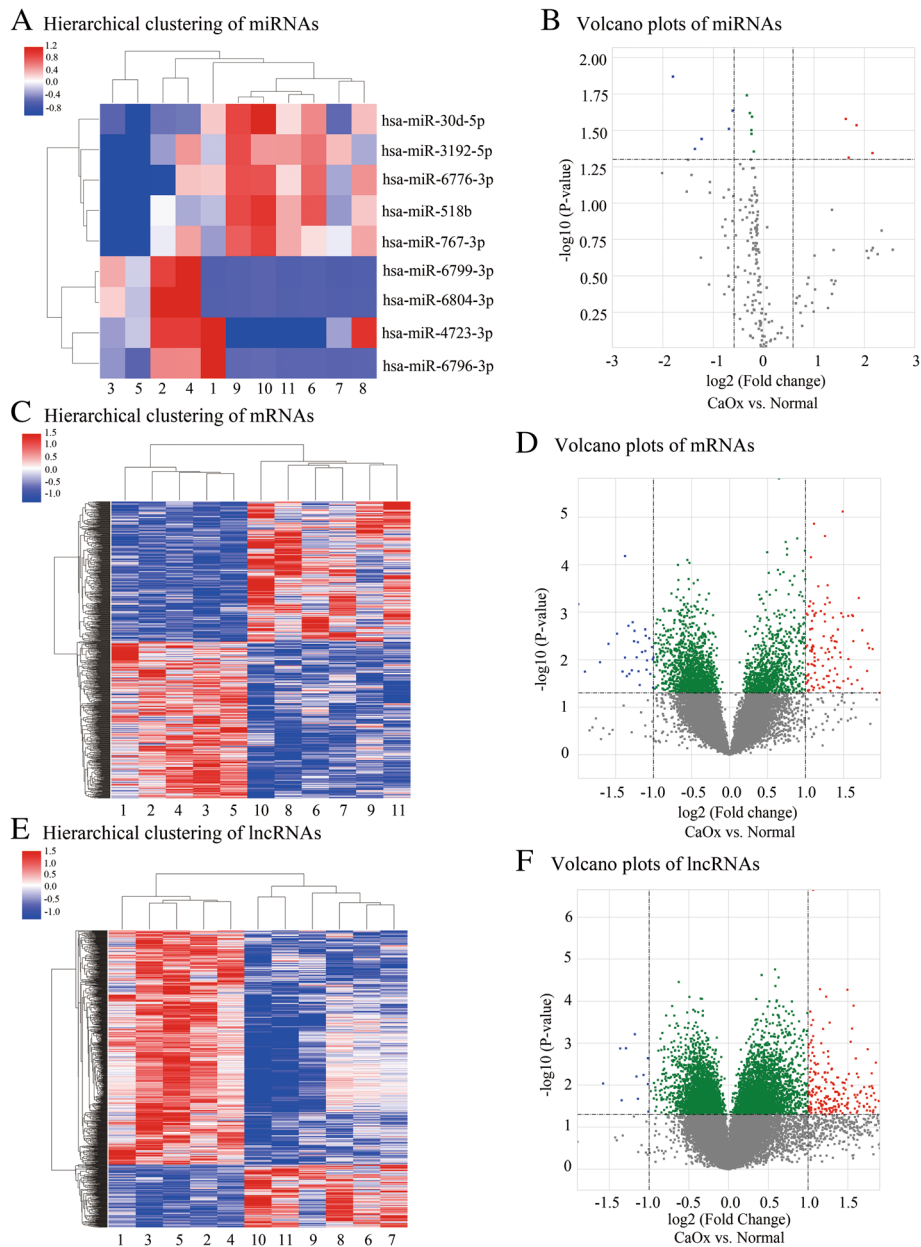 A Hierarchical clustering of miRNAs
1.2
0.8
0.4
0.0
-0.4
-0.8
hsa-miR-30d-5p
hsa-miR-3192-5p
hsa-miR-6776-3p
hsa-miR-518b
hsa-miR-767-3p
hsa-miR-6799-3p
hsa-miR-6804-3p
hsa-miR-4723-3p
hsa-miR-6796-3p
3 5 2 4 1 9 10 11 6 7 8
B Volcano plots of miRNAs
2.00
1.75
1.50
1.25
1.00
0.75
0.50
0.25
-log10 (P-value)
-3 -2 -1 0 1 2 3
log2 (Fold change)
CaOx vs. Normal
C Hierarchical clustering of mRNAs
1.5
1.0
0.5
0.0
-0.5
-1.0
1 2 4 3 5 10 8 6 7 9 11
D Volcano plots of mRNAs
5
4
3
2
1
0
-log10 (P-value)
-1.5 -1.0 -0.5 0.0 0.5 1.0 1.5
log2 (Fold change)
CaOx vs. Normal
E Hierarchical clustering of lncRNAs
1.5
1.0
0.5
0.0
-0.5
-1.0
1 3 5 2 4 10 11 9 8 6 7
F Volcano plots of lncRNAs
6
5
4
3
2
1
0
-log10 (P-value)
-1.5 -1.0 -0.5 0.0 0.5 1.0 1.5
log2 (Fold Change)
CaOx vs. Normal